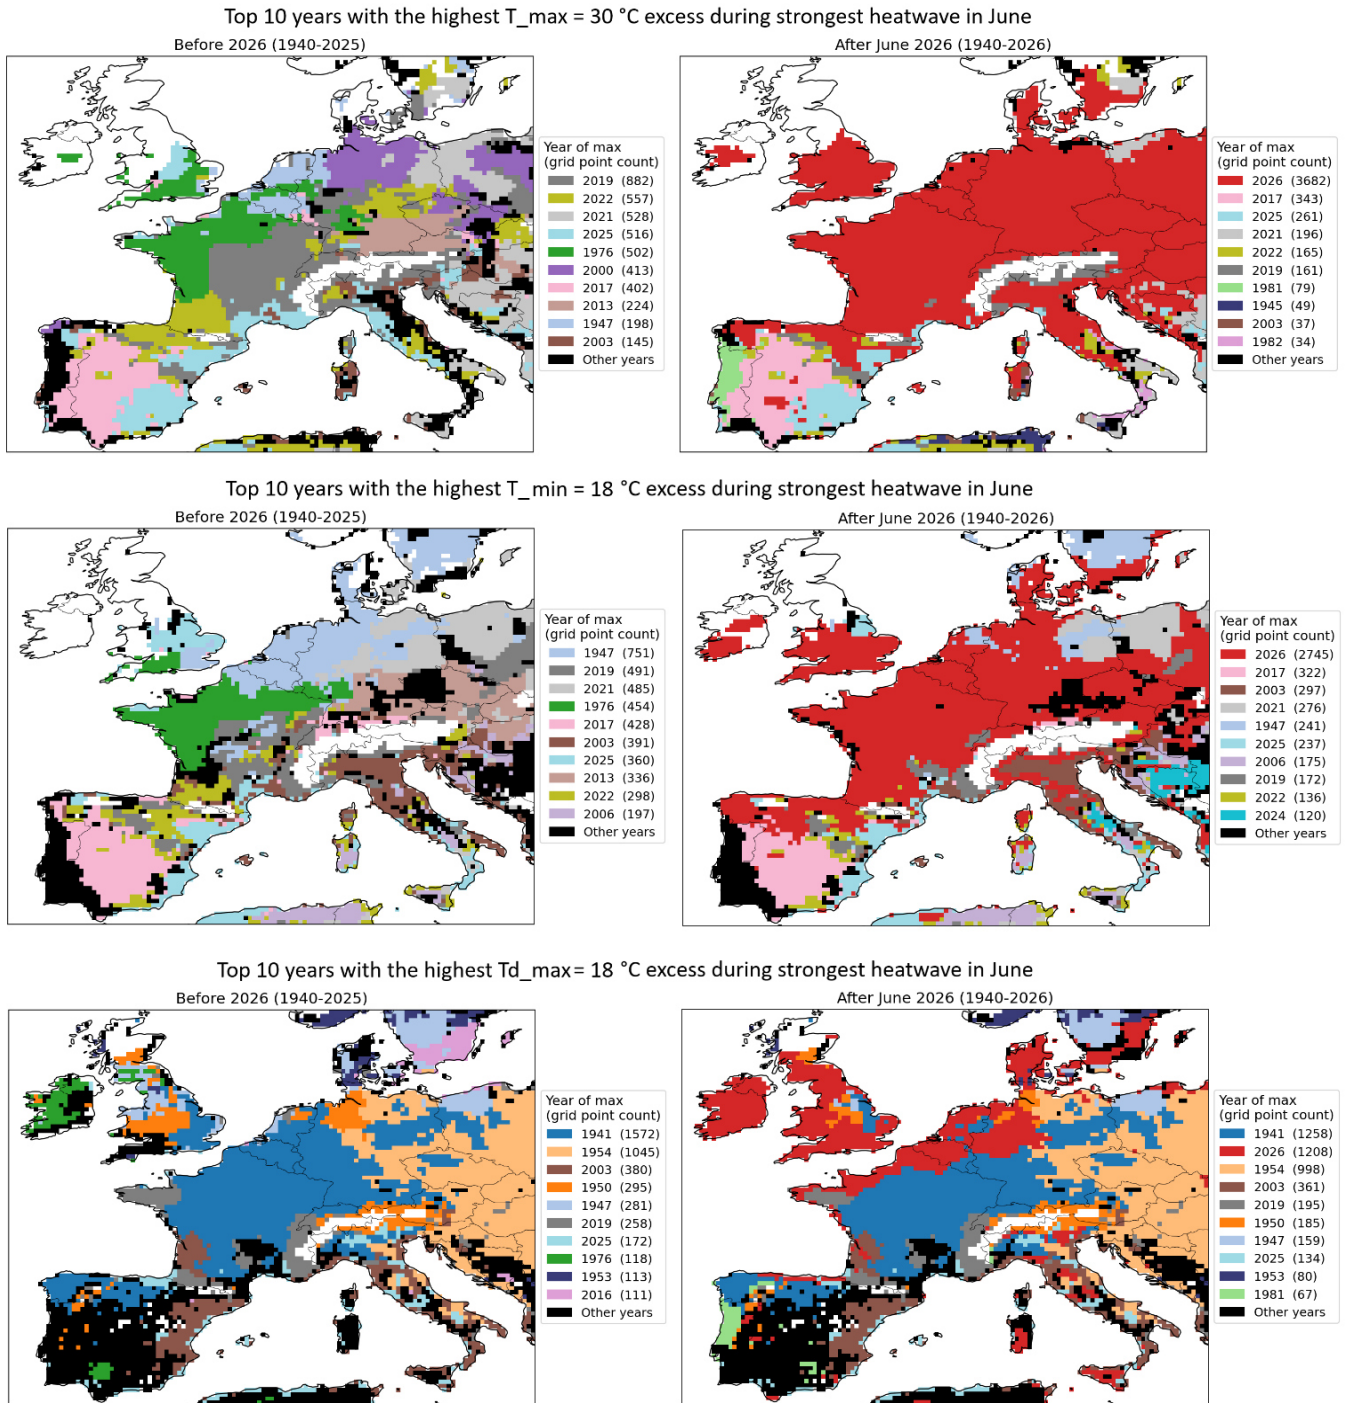 Top 10 years with the highest T_max = 30 °C excess during strongest heatwave in June
Before 2026 (1940-2025)
After June 2026 (1940-2026)
Year of max
(grid point count)
2019 (882)
2022 (557)
2021 (528)
2025 (516)
1976 (502)
2000 (413)
2017 (402)
2013 (224)
1947 (198)
2003 (145)
Other years
Year of max
(grid point count)
2026 (3682)
2017 (343)
2025 (261)
2021 (196)
2022 (165)
2019 (161)
1981 (79)
1945 (49)
2003 (37)
1982 (34)
Other years
Top 10 years with the highest T_min = 18 °C excess during strongest heatwave in June
Before 2026 (1940-2025)
After June 2026 (1940-2026)
Year of max
(grid point count)
1947 (751)
2019 (491)
2021 (485)
1976 (454)
2017 (428)
2003 (391)
2025 (360)
2013 (336)
2022 (298)
2006 (197)
Other years
Year of max
(grid point count)
2026 (2745)
2017 (322)
2003 (297)
2021 (276)
1947 (241)
2025 (237)
2006 (175)
2019 (172)
2022 (136)
2024 (120)
Other years
Top 10 years with the highest Td_max= 18 °C excess during strongest heatwave in June
Before 2026 (1940-2025)
After June 2026 (1940-2026)
Year of max
(grid point count)
1941 (1572)
1954 (1045)
2003 (380)
1950 (295)
1947 (281)
2019 (258)
2025 (172)
1976 (118)
1953 (113)
2016 (111)
Other years
Year of max
(grid point count)
1941 (1258)
2026 (1208)
1954 (998)
2003 (361)
2019 (195)
1950 (185)
1947 (159)
2025 (134)
1953 (80)
1981 (67)
Other years